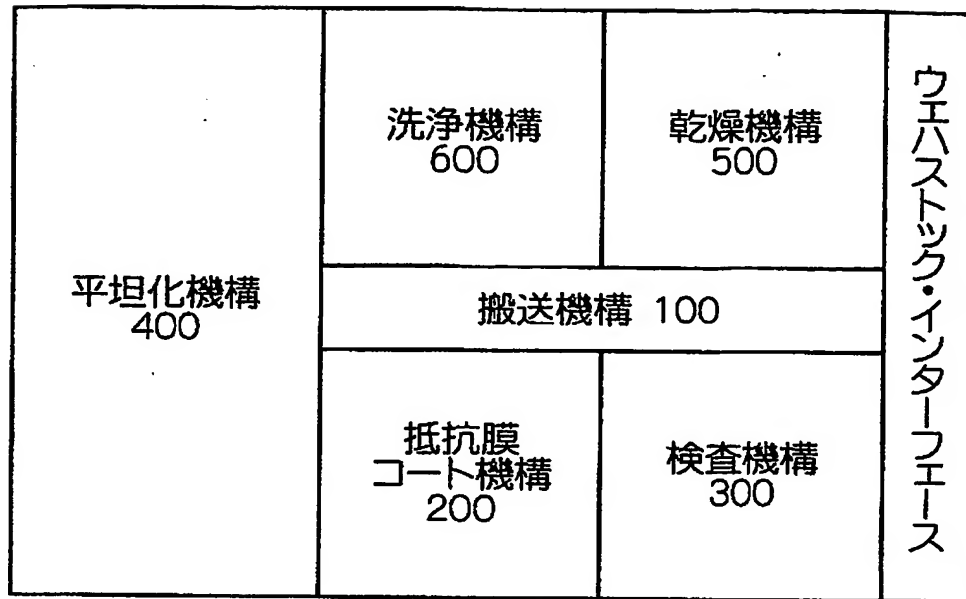 洗浄機構
600
乾燥機構
500
平坦化機構
400
搬送機構 100
抵抗膜
コート機構
200
検査機構
300
ウエハストック・インターフェース